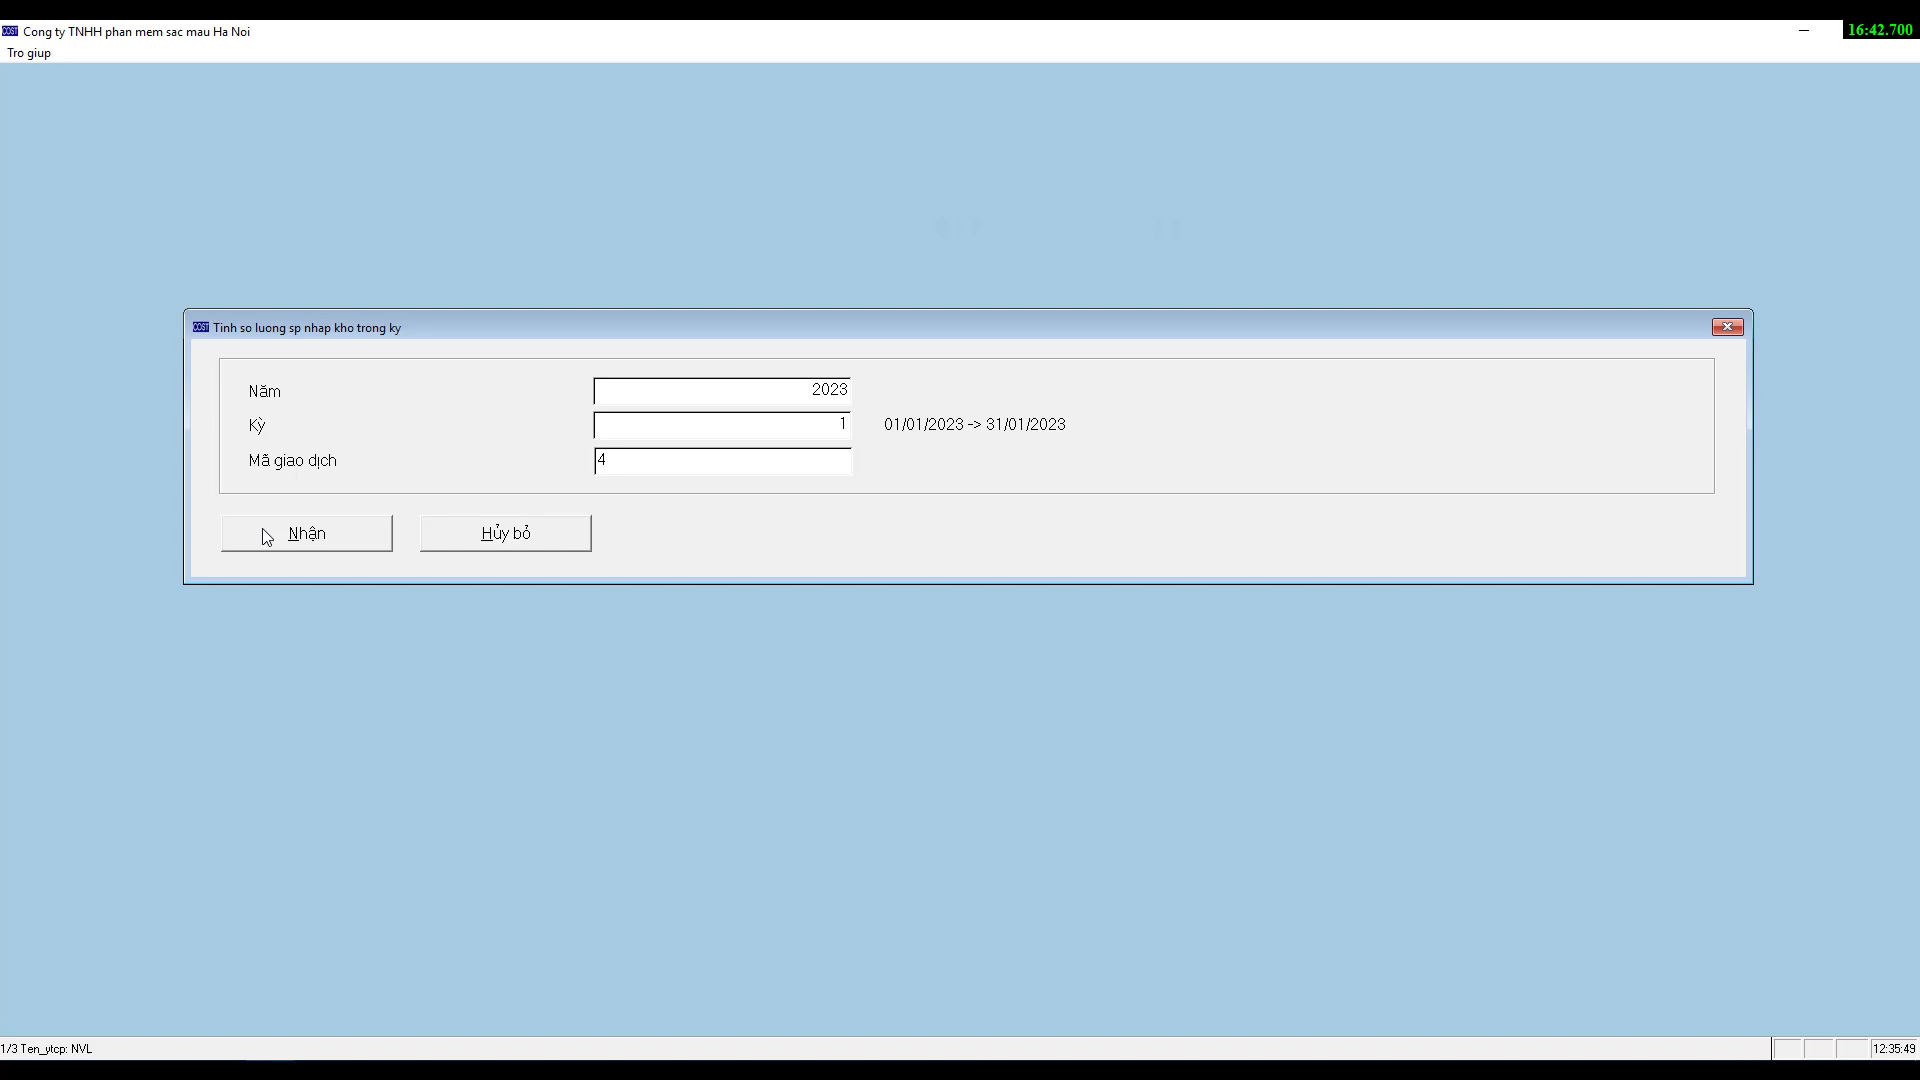 COST Cong ty TNHH phan mem sac mau Ha Noi
16:42.700
Tro giup
COST Tinh so luong sp nhap kho trong ky
Năm 2023
Kỳ 1 01/01/2023 -> 31/01/2023
Mã giao dịch 4
Nhận Hủy bỏ
1/3 Ten_ytcp: NVL 12:35:49